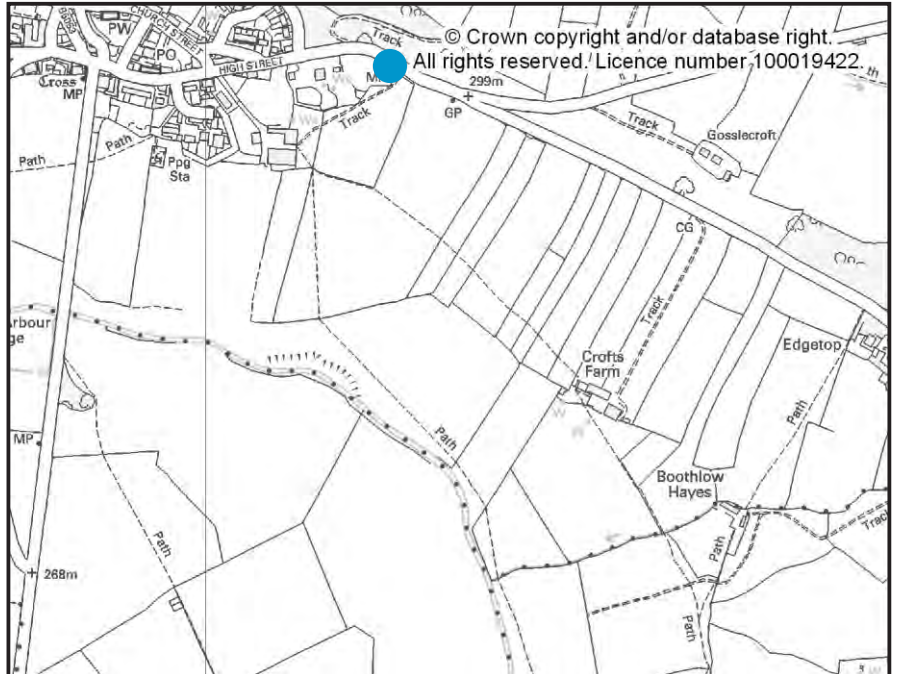 B5053
CHURCH STREET
PW
PO
HIGH STREET
Cross
MP
Track
© Crown copyright and/or database right.
All rights reserved. Licence number 100019422.
299m
GP
Track
Track
Gosslecroft
Path
Path
Ppg
Sta
CG
Track
Edgetop
Crofts
Farm
W
W
Path
Path
MP
Boothlow
Hayes
Path
Path
Track
268m
Path
W